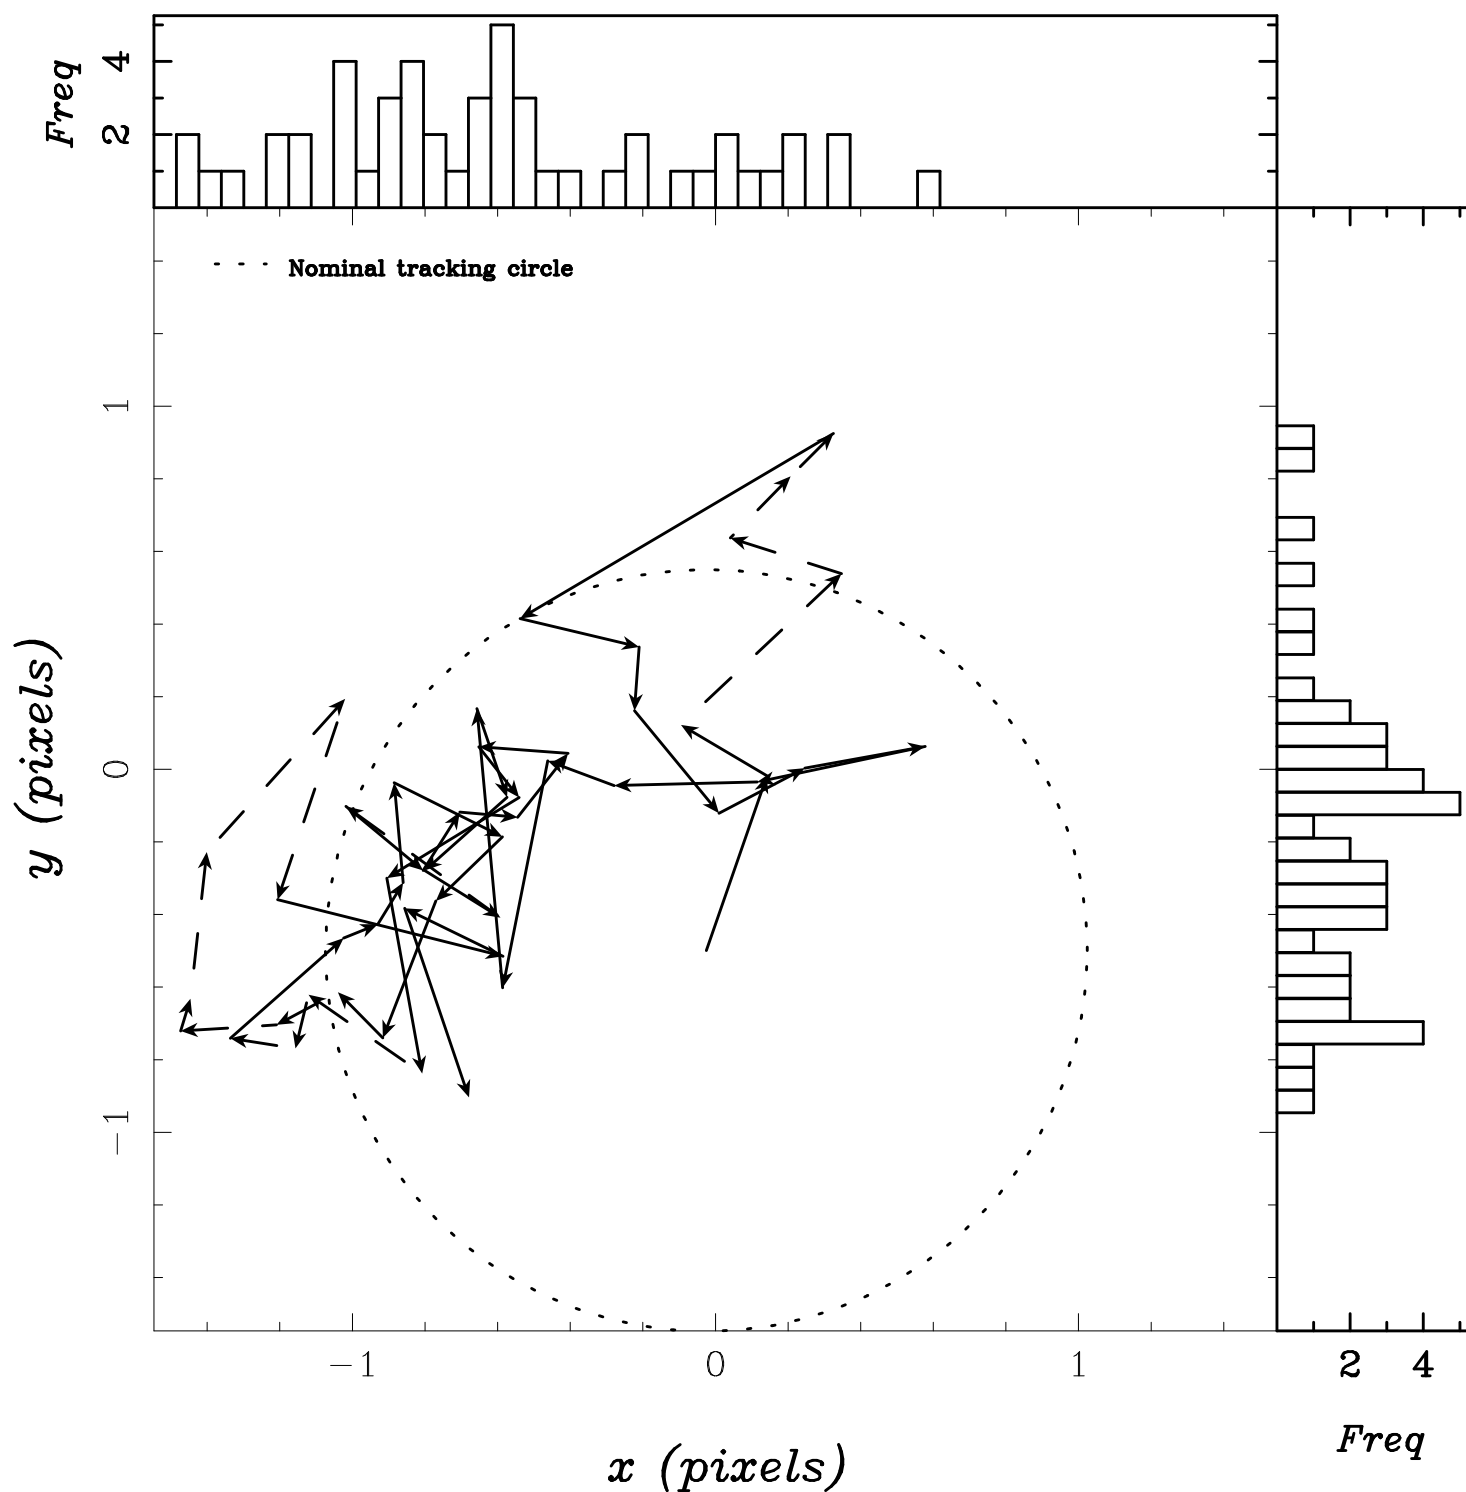 Freq
4
2
Nominal tracking circle
y (pixels)
1
0
−1
−1 0 1
x (pixels)
2 4
Freq